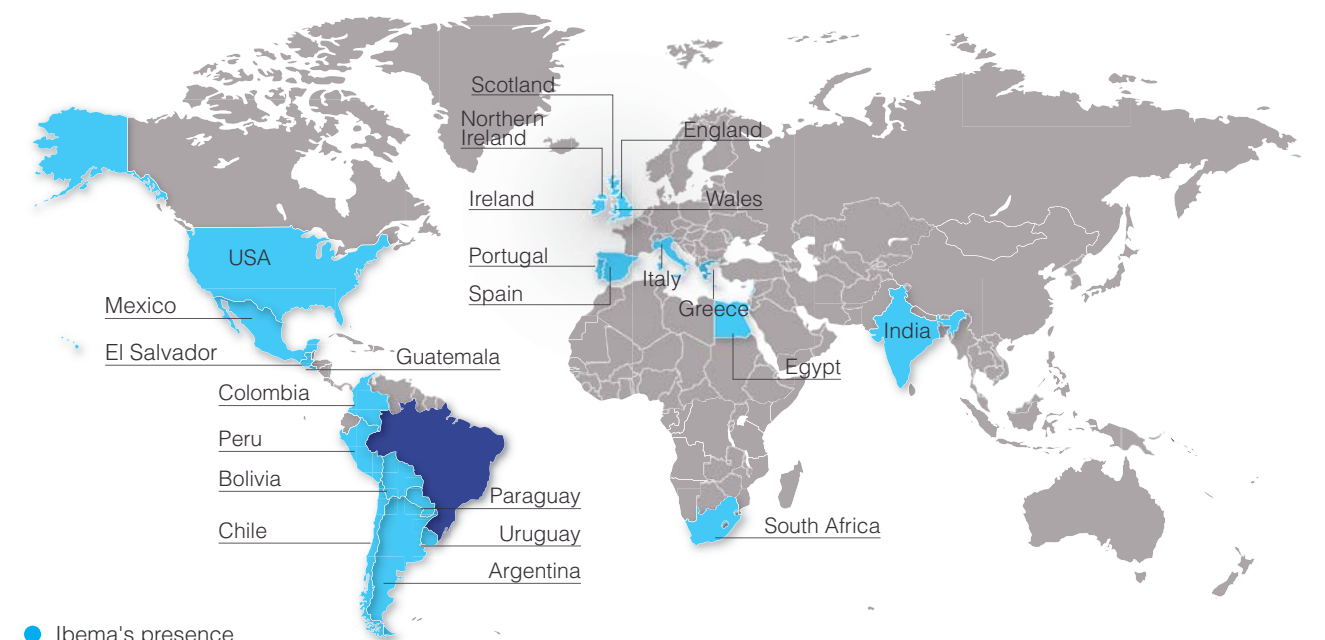 Scotland
Northern
Ireland
England
Ireland
Wales
Portugal
Spain
Italy
Greece
USA
Mexico
El Salvador
Guatemala
India
Egypt
Colombia
Peru
Bolivia
Paraguay
Chile
Uruguay
Argentina
South Africa
Ibema's presence